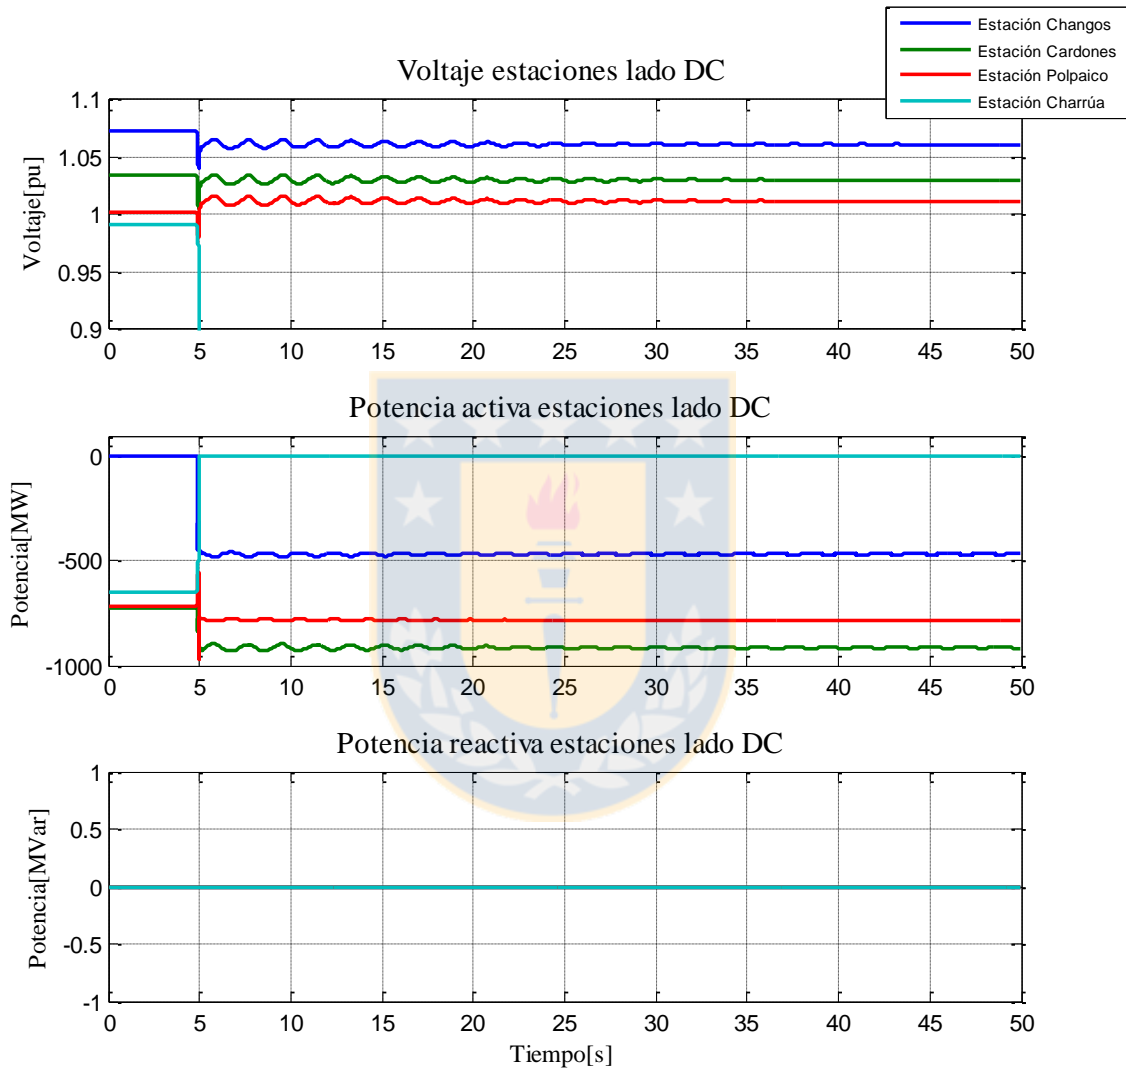 Estación Changos
Estación Cardones
Estación Polpaico
Estación Charrúa
Voltaje estaciones lado DC
Voltaje[pu]
1.1
1.05
1
0.95
0.9
0 5 10 15 20 25 30 35 40 45 50
Potencia activa estaciones lado DC
Potencia[MW]
0
-500
-1000
0 5 10 15 20 25 30 35 40 45 50
Potencia reactiva estaciones lado DC
Potencia[MVar]
1
0.5
0
-0.5
-1
0 5 10 15 20 25 30 35 40 45 50
Tiempo[s]